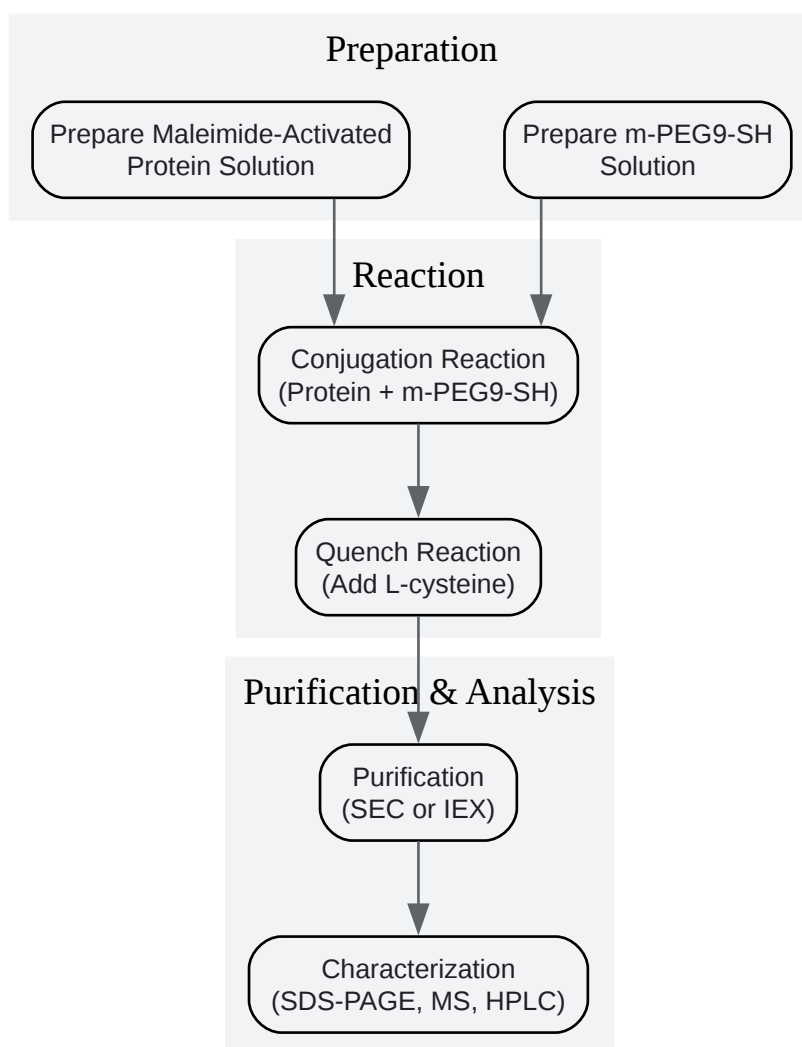 Preparation
Prepare Maleimide-Activated
Protein Solution
Prepare m-PEG9-SH
Solution
Reaction
Conjugation Reaction
(Protein + m-PEG9-SH)
Quench Reaction
(Add L-cysteine)
Purification & Analysis
Purification
(SEC or IEX)
Characterization
(SDS-PAGE, MS, HPLC)